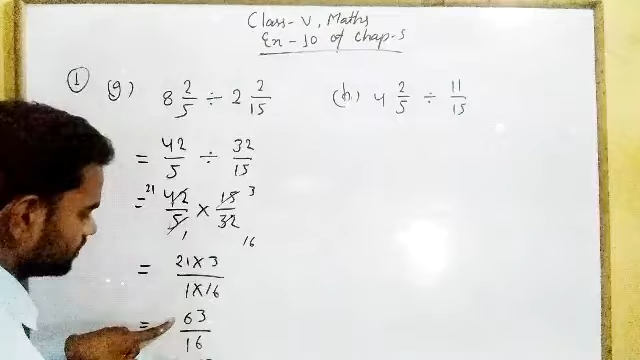 Class-V, Maths
Ex-10 of Chap-5
1 (g) 8 2/5 ÷ 2 2/15 (h) 4 2/5 ÷ 11/15
= 42/5 ÷ 32/15
= 21 42/5 1 × 15/32 3 16
= 21×3/1×16
= 63/16